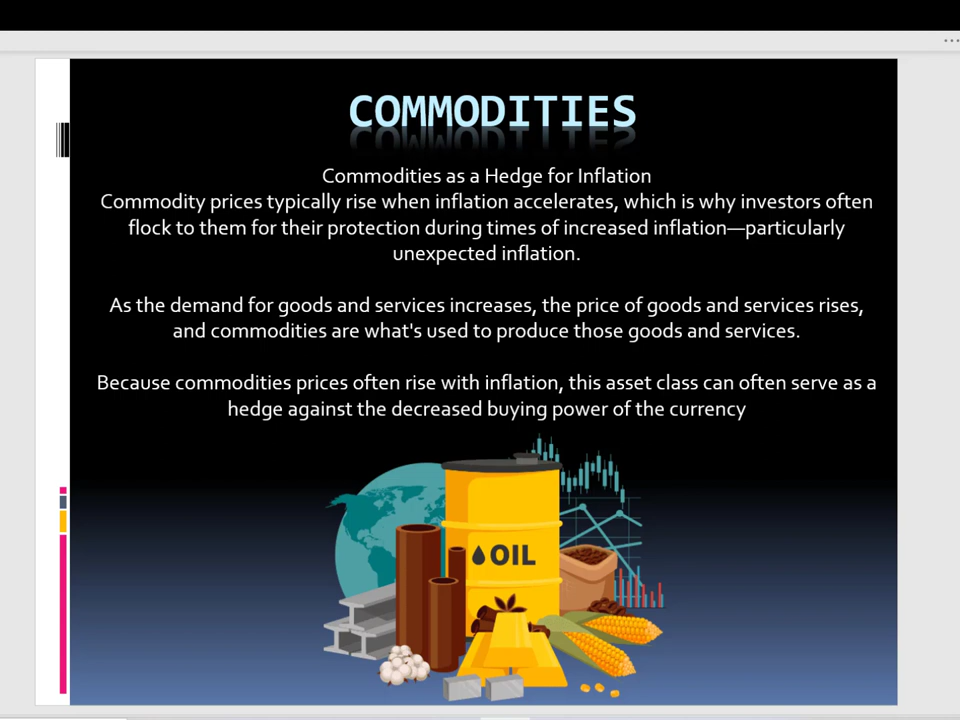 COMMODITIES
Commodities as a Hedge for Inflation
Commodity prices typically rise when inflation accelerates, which is why investors often
flock to them for their protection during times of increased inflation—particularly
unexpected inflation.
As the demand for goods and services increases, the price of goods and services rises,
and commodities are what's used to produce those goods and services.
Because commodities prices often rise with inflation, this asset class can often serve as a
hedge against the decreased buying power of the currency
OIL